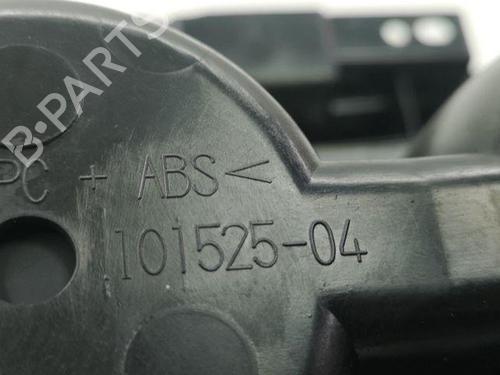 B-PARTS
PC + ABS<
101525-04